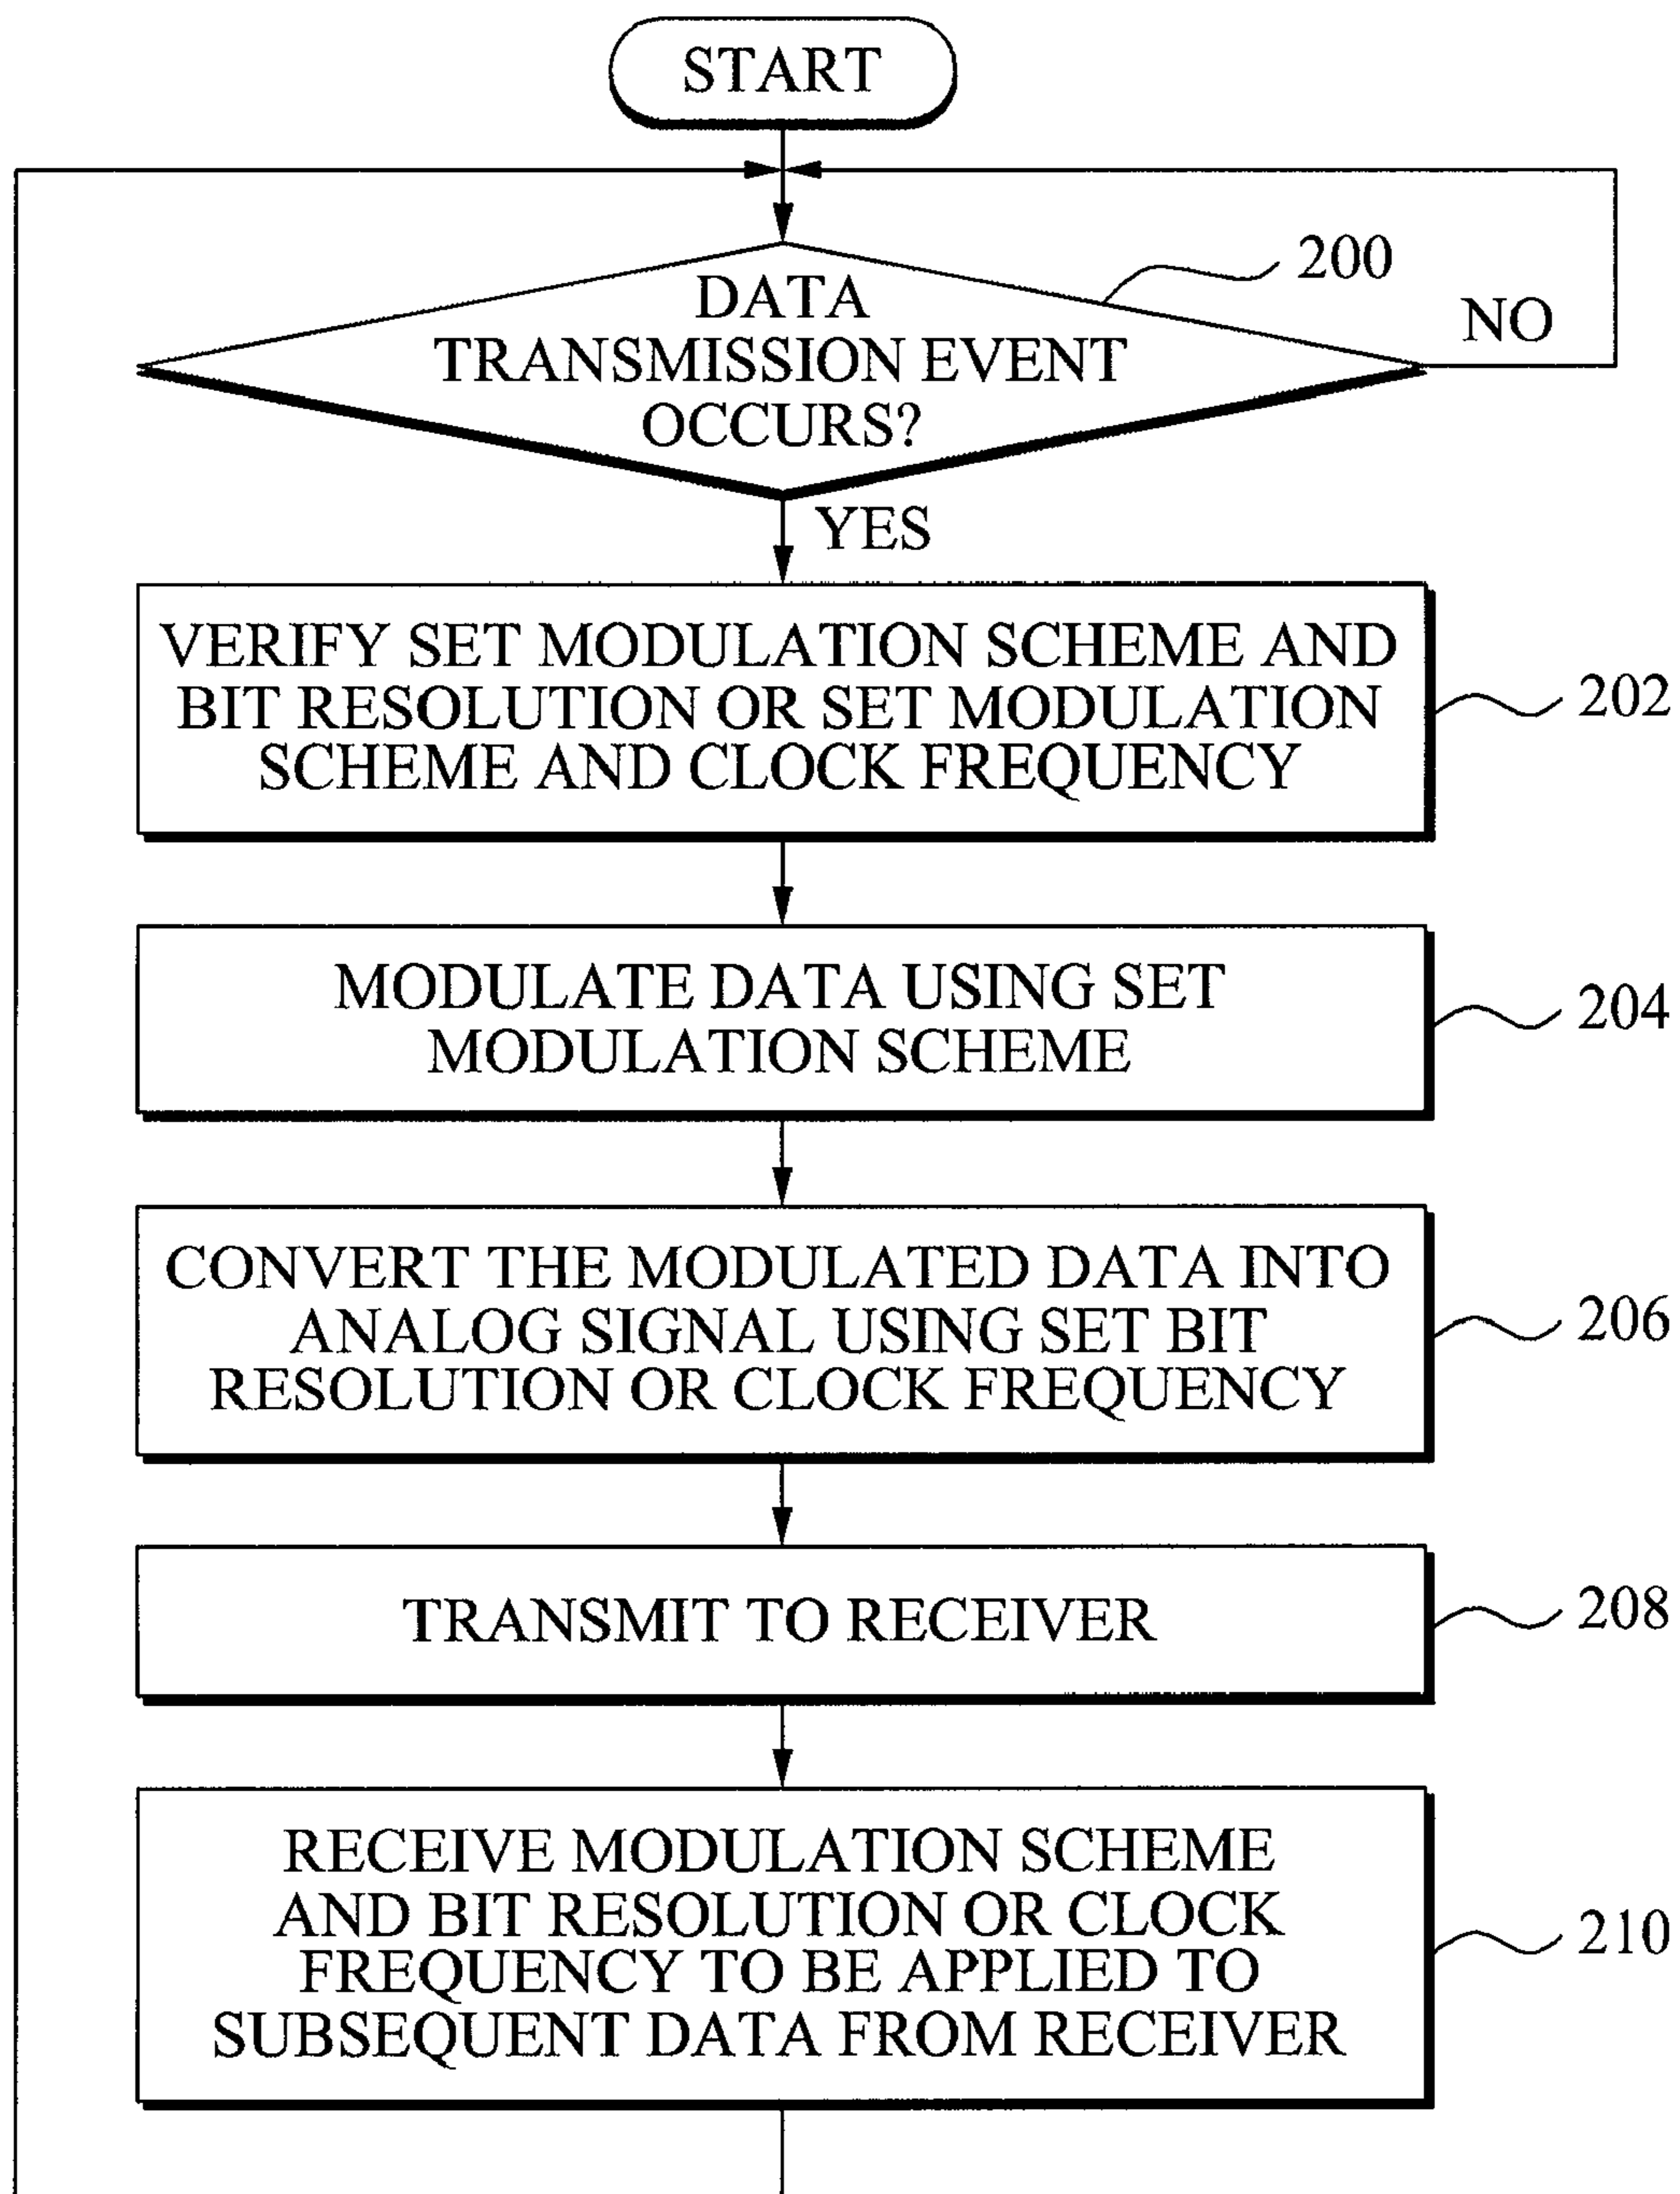 START
200
DATA
TRANSMISSION EVENT
OCCURS?
NO
YES
VERIFY SET MODULATION SCHEME AND
BIT RESOLUTION OR SET MODULATION
SCHEME AND CLOCK FREQUENCY
202
MODULATE DATA USING SET
MODULATION SCHEME
204
CONVERT THE MODULATED DATA INTO
ANALOG SIGNAL USING SET BIT
RESOLUTION OR CLOCK FREQUENCY
206
TRANSMIT TO RECEIVER
208
RECEIVE MODULATION SCHEME
AND BIT RESOLUTION OR CLOCK
FREQUENCY TO BE APPLIED TO
SUBSEQUENT DATA FROM RECEIVER
210